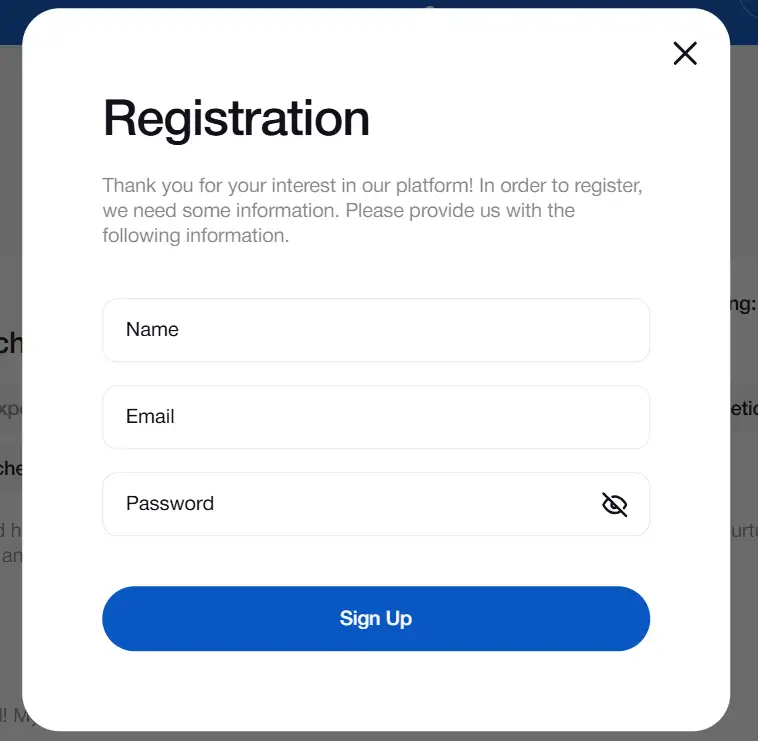 Registration
Thank you for your interest in our platform! In order to register,
we need some information. Please provide us with the
following information.
ng:
Name
Email
Password
Sign Up